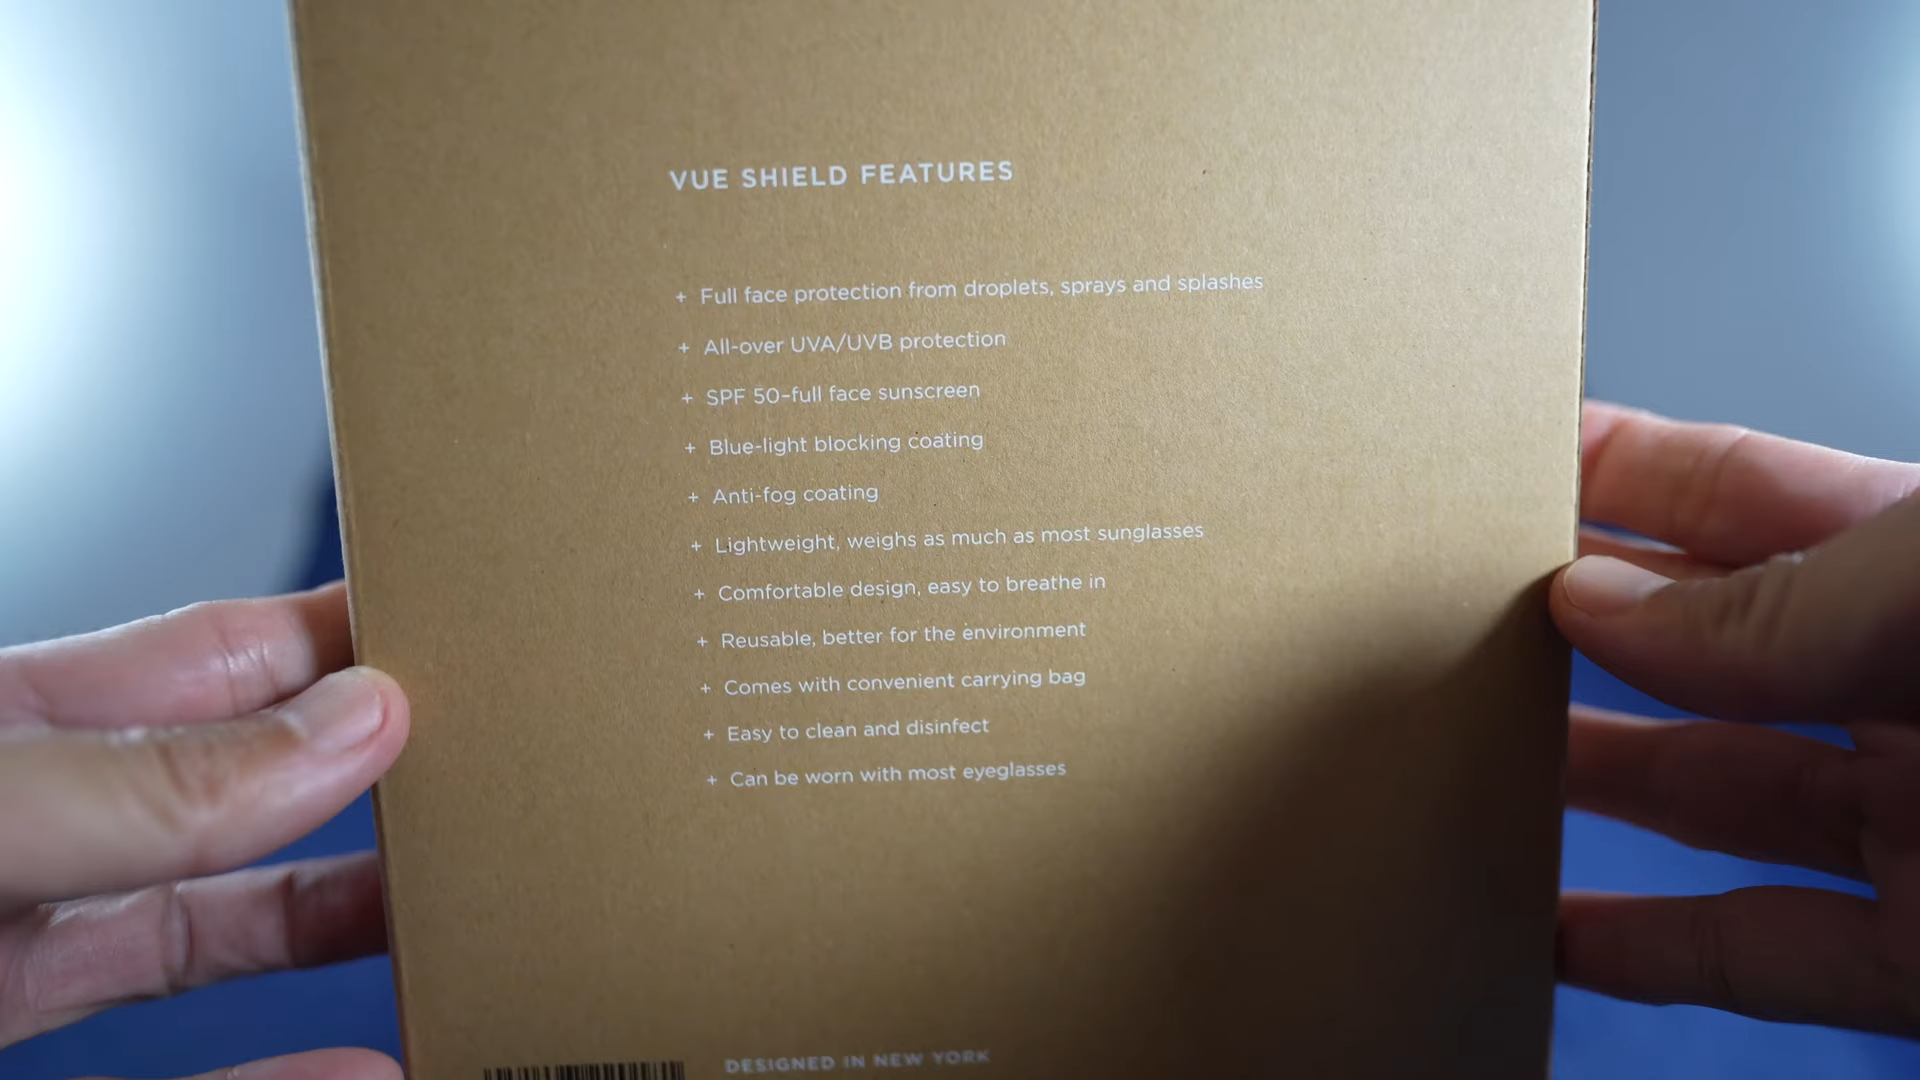 VUE SHIELD FEATURES
+ Full face protection from droplets, sprays and splashes
+ All-over UVA/UVB protection
+ SPF 50-full face sunscreen
+ Blue-light blocking coating
+ Anti-fog coating
+ Lightweight, weighs as much as most sunglasses
+ Comfortable design, easy to breathe in
+ Reusable, better for the environment
+ Comes with convenient carrying bag
+ Easy to clean and disinfect
+ Can be worn with most eyeglasses
DESIGNED IN NEW YORK